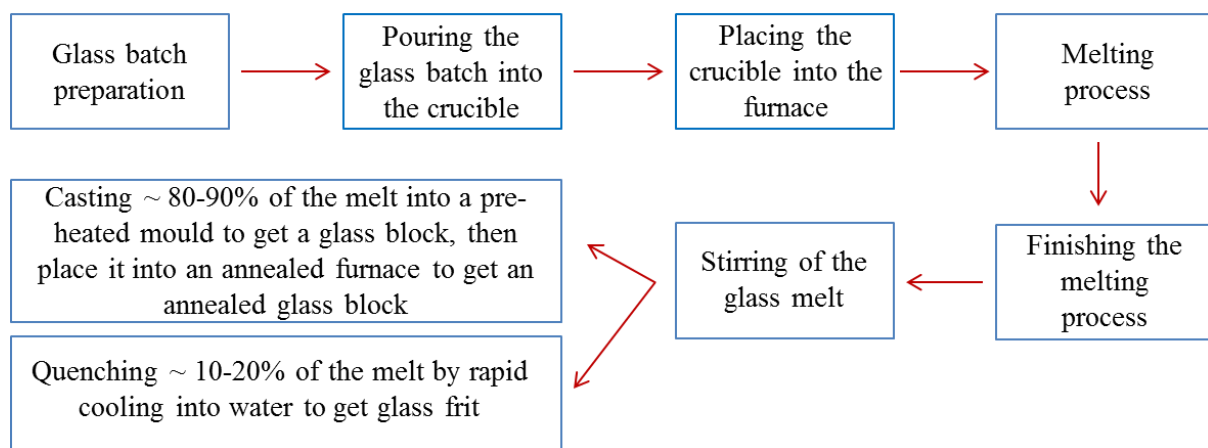 Glass batch
preparation
Pouring the
glass batch into
the crucible
Placing the
crucible into the
furnace
Melting
process
Finishing the
melting
process
Stirring of the
glass melt
Casting ~ 80-90% of the melt into a pre-
heated mould to get a glass block, then
place it into an annealed furnace to get an
annealed glass block
Quenching ~ 10-20% of the melt by rapid
cooling into water to get glass frit